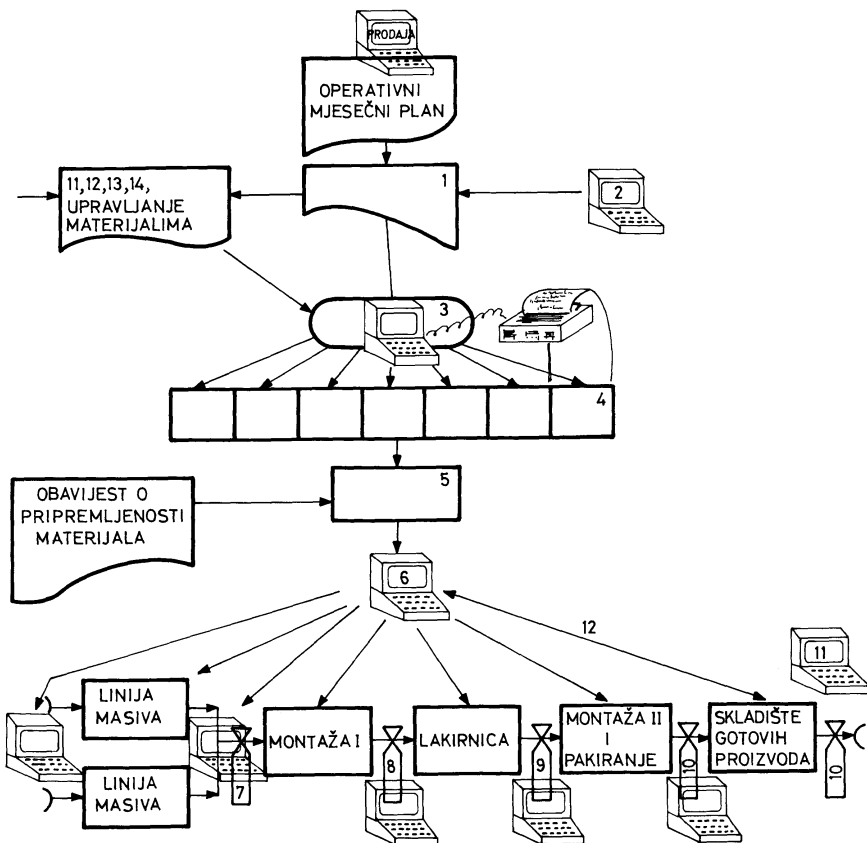 PRODAJA
OPERATIVNI
MJESEČNI PLAN
11,12,13,14,
UPRAVLJANJE
MATERIJALIMA
1
2
3
4
5
OBAVIJEST O
PRIPREMLJENOSTI
MATERIJALA
6
12
11
LINIJA
MASIVA
LINIJA
MASIVA
7
MONTAŽA I
8
LAKIRNICA
9
MONTAŽA II
I
PAKIRANJE
10
SKLADIŠTE
GOTOVIH
PROIZVODA
10